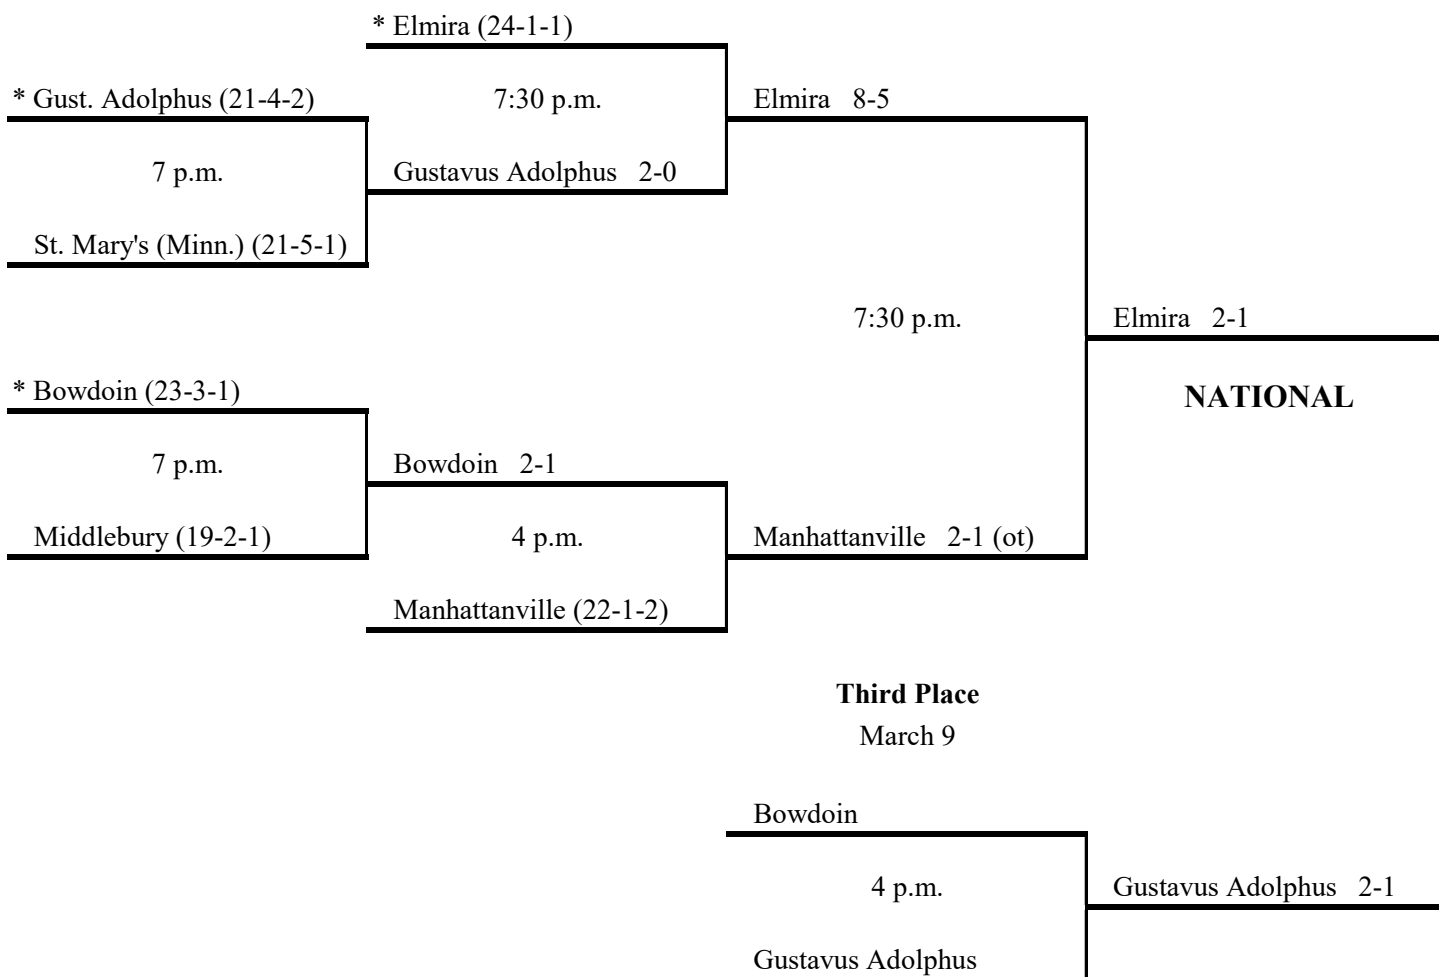 * Elmira (24-1-1)
* Gust. Adolphus (21-4-2)
7:30 p.m.
Elmira 8-5
7 p.m.
Gustavus Adolphus 2-0
St. Mary's (Minn.) (21-5-1)
7:30 p.m.
Elmira 2-1
* Bowdoin (23-3-1)
NATIONAL
7 p.m.
Bowdoin 2-1
Middlebury (19-2-1)
4 p.m.
Manhattanville 2-1 (ot)
Manhattanville (22-1-2)
Third Place
March 9
Bowdoin
4 p.m.
Gustavus Adolphus 2-1
Gustavus Adolphus